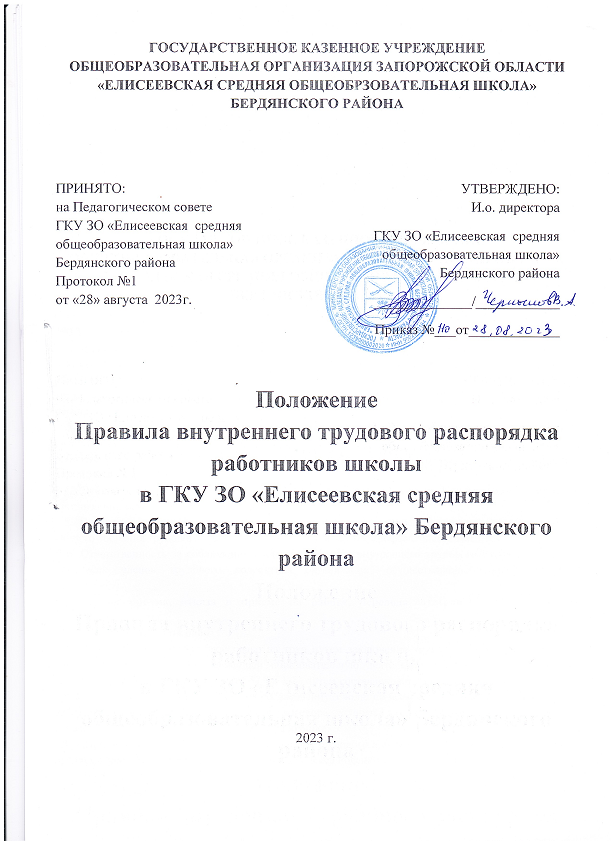 ГОСУДАРСТВЕННОЕ КАЗЕННОЕ УЧРЕЖДЕНИЕ
ОБЩЕОБРАЗОВАТЕЛЬНАЯ ОРГАНИЗАЦИЯ ЗАПОРОЖСКОЙ ОБЛАСТИ
«ЕЛИСЕЕВСКАЯ СРЕДНЯЯ ОБЩЕОБРЗОВАТЕЛЬНАЯ ШКОЛА»
БЕРДЯНСКОГО РАЙОНА
ПРИНЯТО:
на Педагогическом совете
ГКУ ЗО «Елисеевская средняя
общеобразовательная школа»
Бердянского района
Протокол №1
от «28» августа 2023г.
УТВЕРЖДЕНО:
И.о. директора
ГКУ ЗО «Елисеевская средняя
общеобразовательная школа»
Бердянского района
/ Чернышов В.А
Приказ № 110 от 28.08.2023
Положение
Правила внутреннего трудового распорядка
работников школы
в ГКУ ЗО «Елисеевская средняя
общеобразовательная школа» Бердянского
района
2023 г.